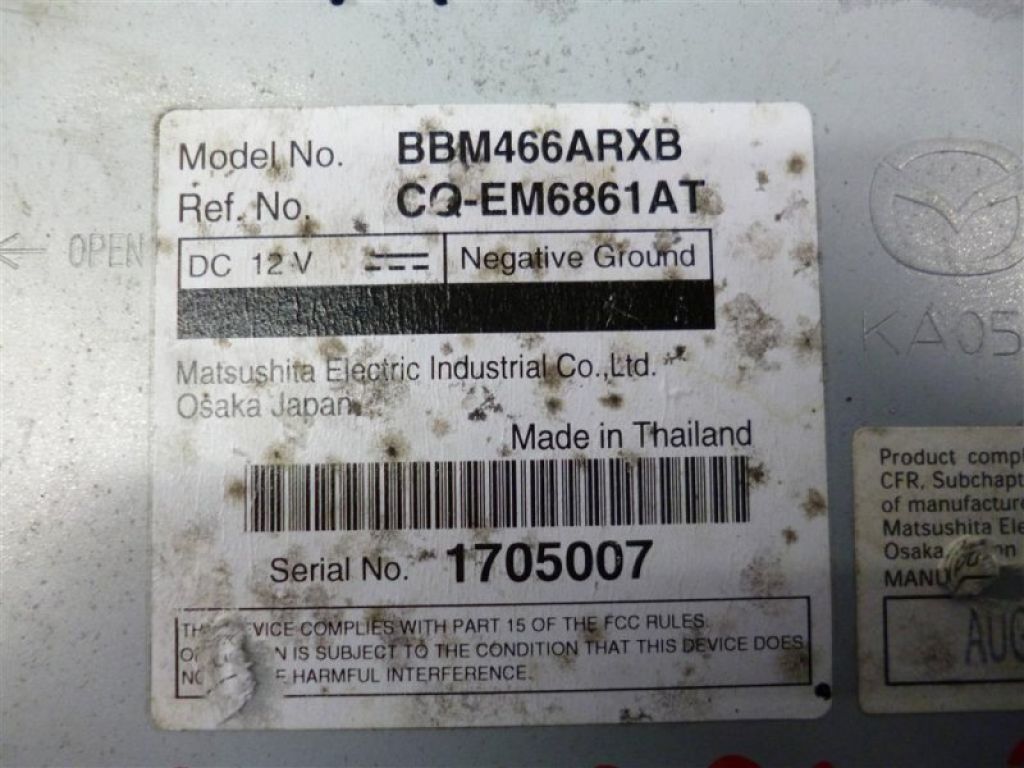 Model No. BBM466ARXB
Ref. No. CQ-EM6861AT
DC 12 V Negative Ground
Matsushita Electric Industrial Co.,Ltd.
Osaka Japan
Made in Thailand
Serial No. 1705007
VICE COMPLIES WITH PART 15 OF THE FCC RULES.
IS SUBJECT TO THE CONDITION THAT THIS DEVICE DOES
HARMFUL INTERFERENCE.
← OPEN
KA05
Product compl
CFR, Subchapt
of manufacture
Matsushita Ele
Osaka
MANU
AUG